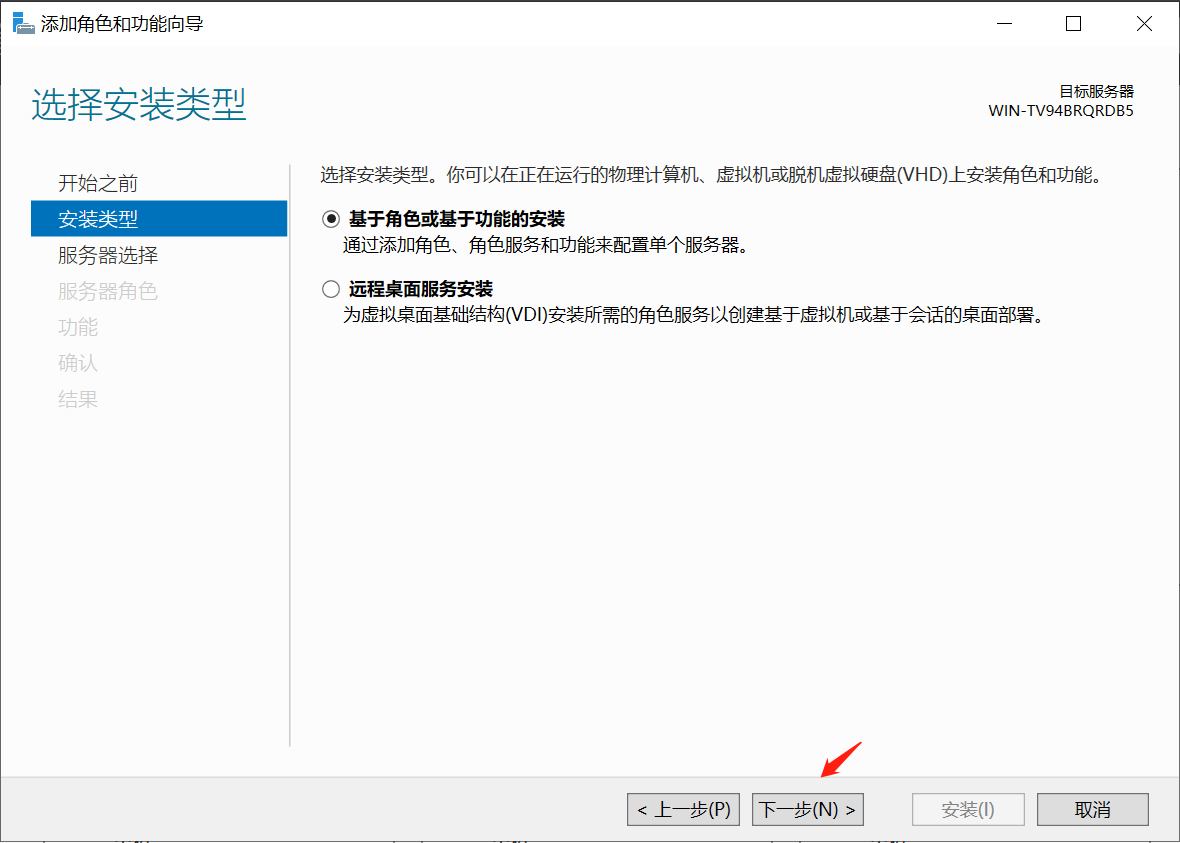 添加角色和功能向导
选择安装类型
目标服务器
WIN-TV94BRQRDB5
开始之前
安装类型
服务器选择
服务器角色
功能
确认
结果
选择安装类型。你可以在正在运行的物理计算机、虚拟机或脱机虚拟硬盘(VHD)上安装角色和功能。
基于角色或基于功能的安装
通过添加角色、角色服务和功能来配置单个服务器。
远程桌面服务安装
为虚拟桌面基础结构(VDI)安装所需的角色服务以创建基于虚拟机或基于会话的桌面部署。
< 上一步(P)
下一步(N) >
安装(I)
取消